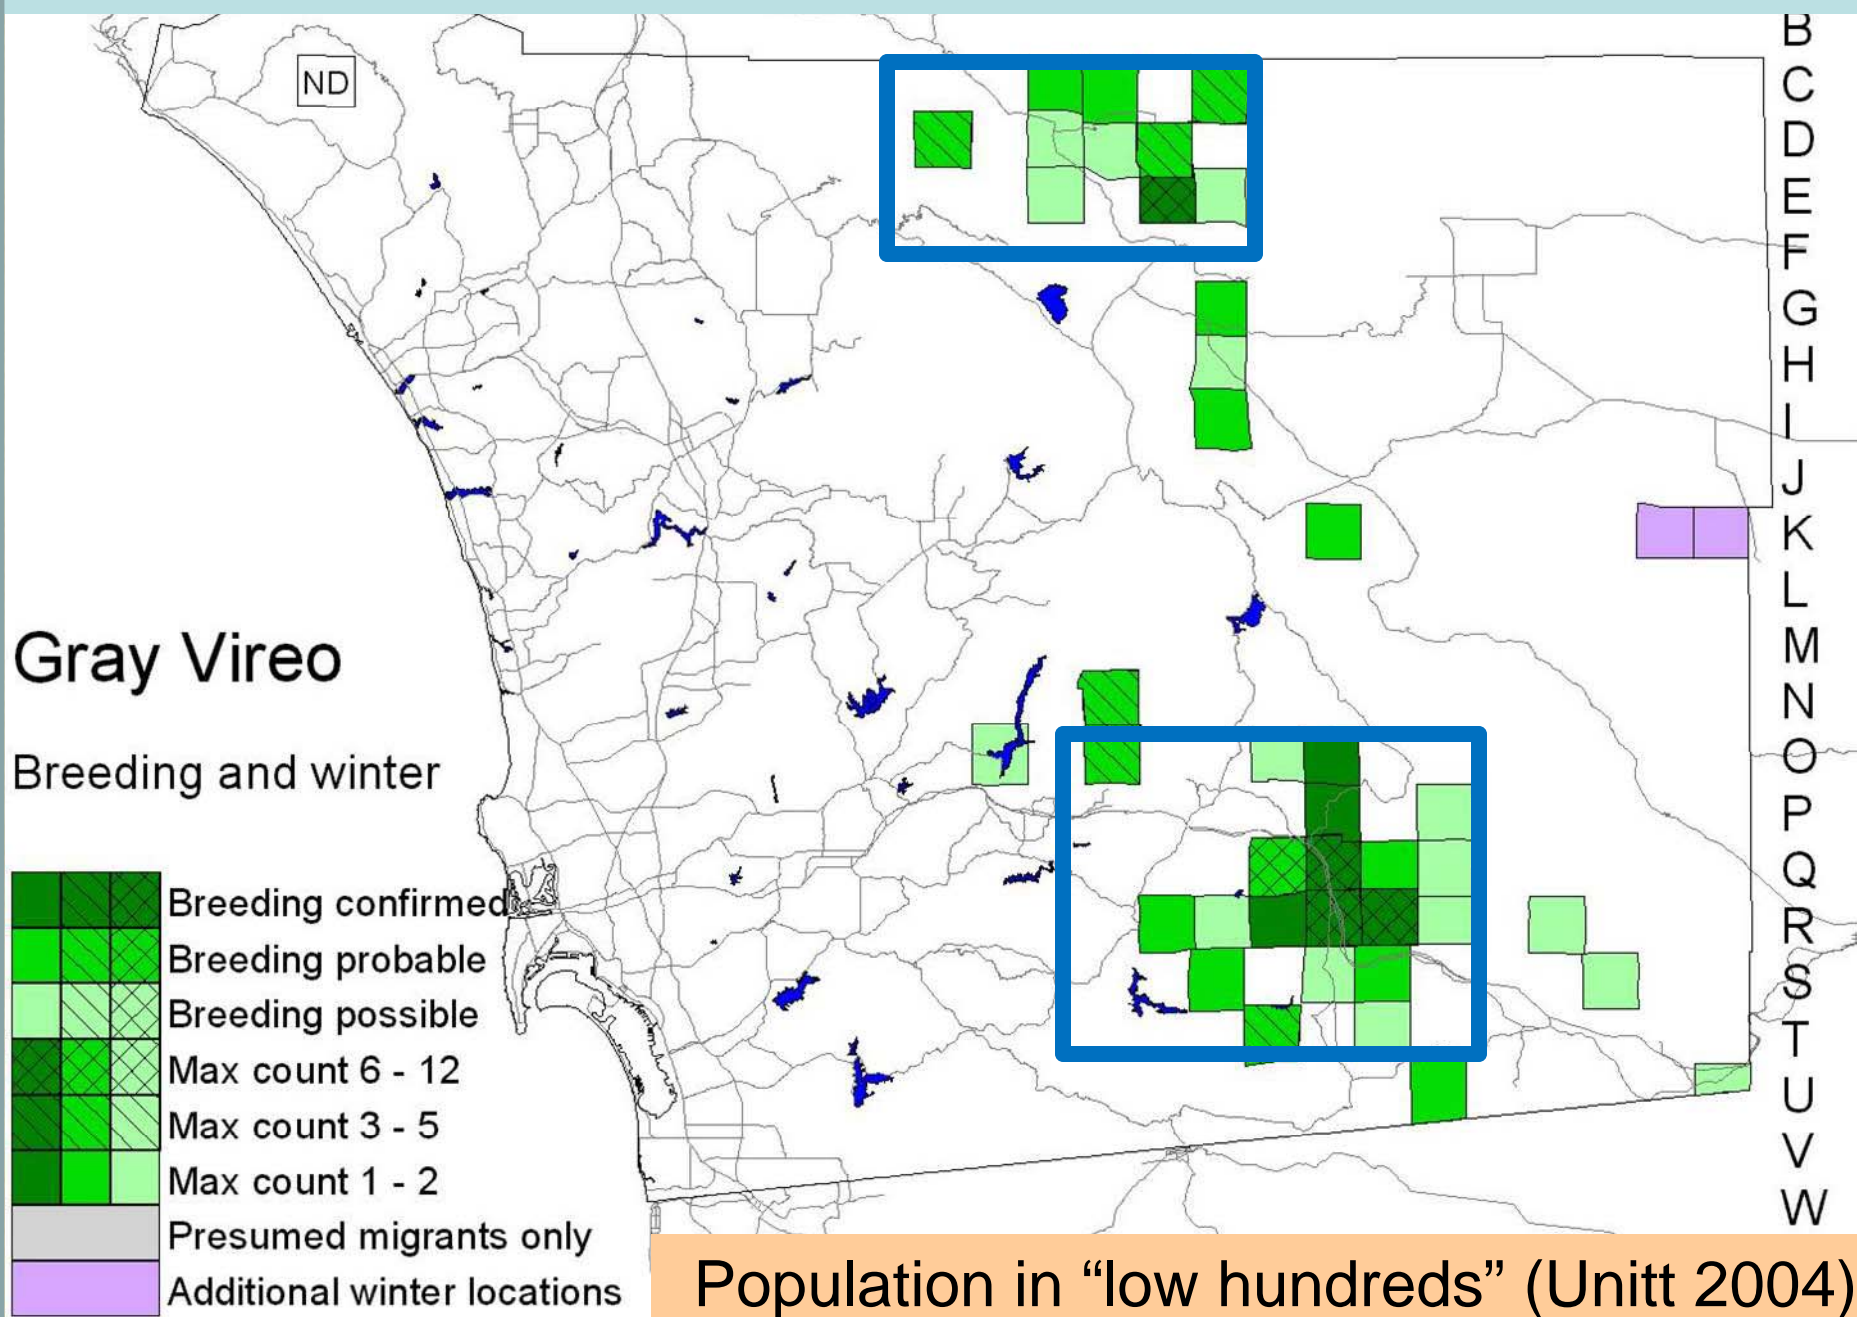 ND
B
C
D
E
F
G
H
I
J
K
L
M
N
O
P
Q
R
S
T
U
V
W
Gray Vireo
Breeding and winter
Breeding confirmed
Breeding probable
Breeding possible
Max count 6 - 12
Max count 3 - 5
Max count 1 - 2
Presumed migrants only
Additional winter locations
Population in “low hundreds” (Unitt 2004)